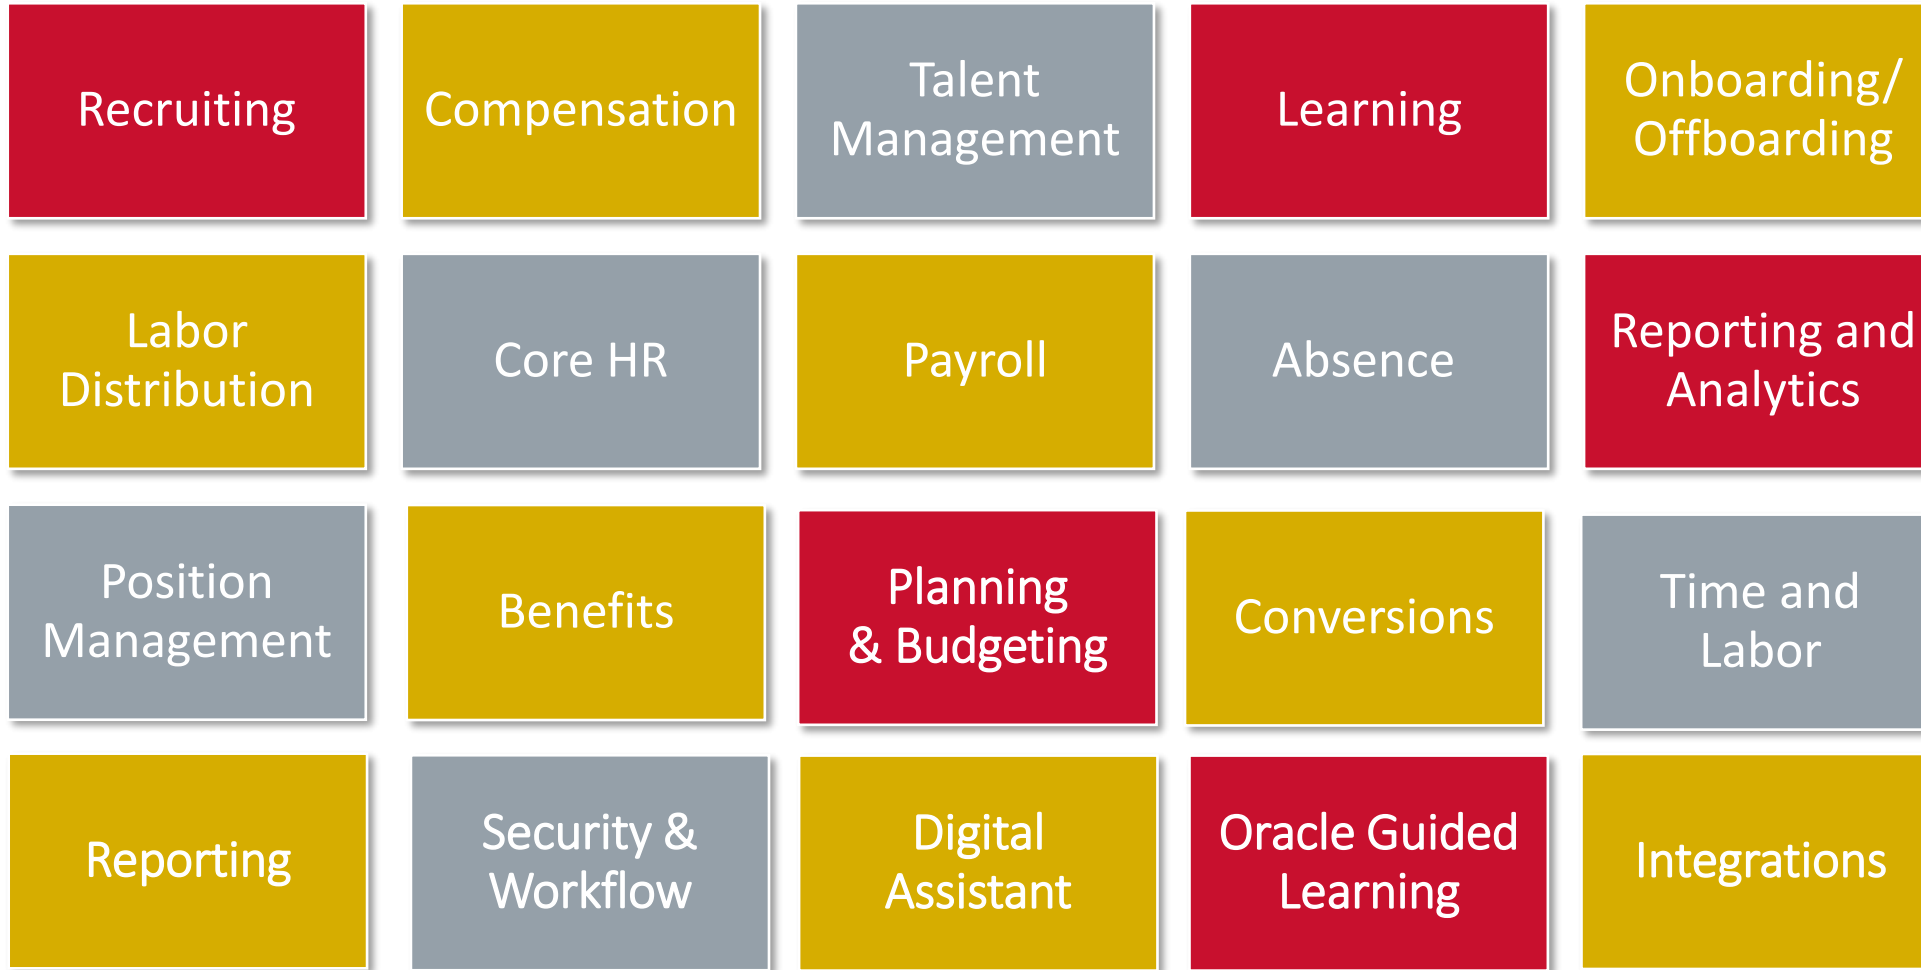 Recruiting
Compensation
Talent
Management
Learning
Onboarding/
Offboarding
Labor
Distribution
Core HR
Payroll
Absence
Reporting and
Analytics
Position
Management
Benefits
Planning
& Budgeting
Conversions
Time and
Labor
Reporting
Security &
Workflow
Digital
Assistant
Oracle Guided
Learning
Integrations